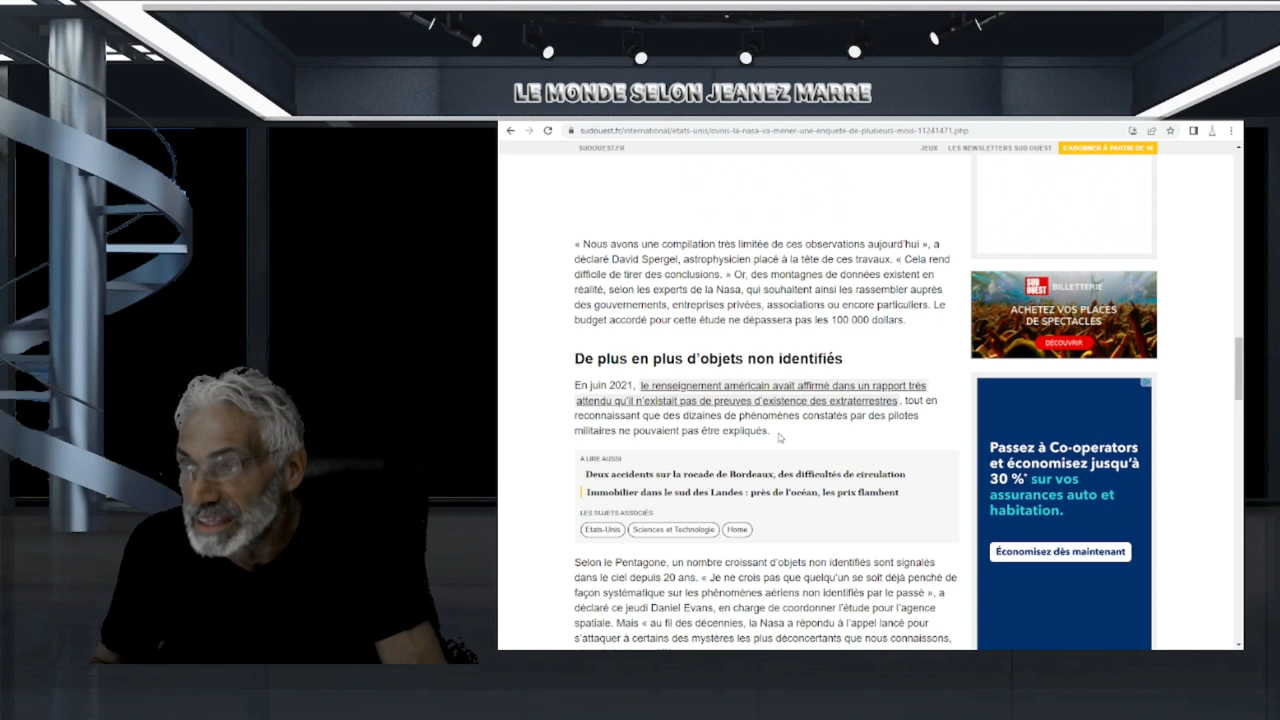 LE MONDE SELON JEANEZ MARRE
sudouest.fr/international/etats-unis/ovnis-la-nasa-va-mener-une-enquete-de-plusieurs-mois-11241471.php
SUDOUEST.FR
JEUX
LES NEWSLETTERS SUD OUEST
S'ABONNER À PARTIR DE 1€
« Nous avons une compilation très limitée de ces observations aujourd'hui », a
déclaré David Spergel, astrophysicien placé à la tête de ces travaux. « Cela rend
difficile de tirer des conclusions. » Or, des montagnes de données existent en
réalité, selon les experts de la Nasa, qui souhaitent ainsi les rassembler auprès
des gouvernements, entreprises privées, associations ou encore particuliers. Le
budget accordé pour cette étude ne dépassera pas les 100 000 dollars.
De plus en plus d'objets non identifiés
En juin 2021, le renseignement américain avait affirmé dans un rapport très
attendu qu'il n'existait pas de preuves d'existence des extraterrestres, tout en
reconnaissant que des dizaines de phénomènes constatés par des pilotes
militaires ne pouvaient pas être expliqués.
A LIRE AUSSI
Deux accidents sur la rocade de Bordeaux, des difficultés de circulation
Immobilier dans le sud des Landes : près de l'océan, les prix flambent
LES SUJETS ASSOCIÉS
Etats-Unis
Sciences et Technologie
Home
Selon le Pentagone, un nombre croissant d'objets non identifiés sont signalés
dans le ciel depuis 20 ans. « Je ne crois pas que quelqu'un se soit déjà penché de
façon systématique sur les phénomènes aériens non identifiés par le passé », a
déclaré ce jeudi Daniel Evans, en charge de coordonner l'étude pour l'agence
spatiale. Mais « au fil des décennies, la Nasa a répondu à l'appel lancé pour
s'attaquer à certains des mystères les plus déconcertants que nous connaissons,
SUD
OUEST
BILLETTERIE
ACHETEZ VOS PLACES
DE SPECTACLES
DÉCOUVRIR
Passez à Co-operators
et économisez jusqu'à
30 %* sur vos
assurances auto et
habitation.
Économisez dès maintenant